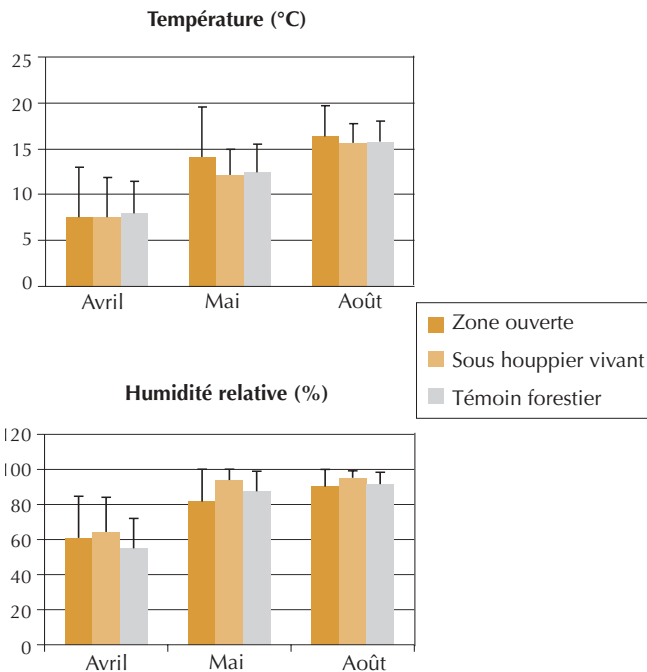 Température (°C)
25
20
15
10
5
0
Avril Mai Août
Zone ouverte
Sous houppier vivant
Témoin forestier
Humidité relative (%)
120
100
80
60
40
20
0
Avril Mai Août